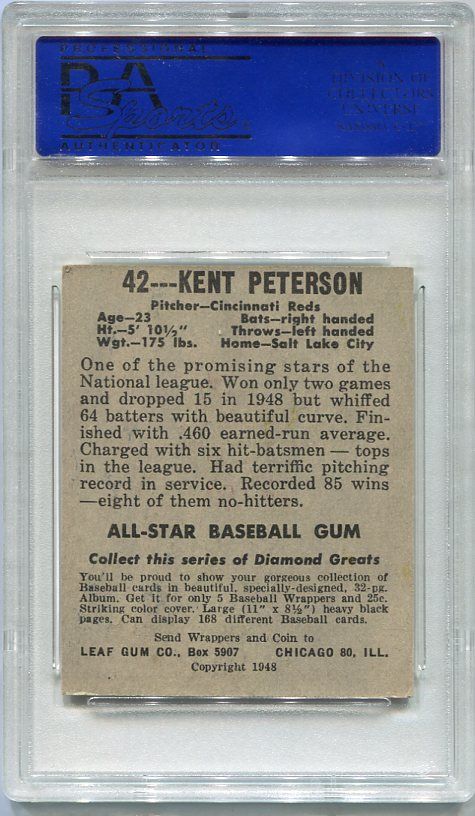 PROFESSIONAL
PSA
Sports
AUTHENTICATOR
A
DIVISION OF
COLLECTORS
UNIVERSE
42---KENT PETERSON
Pitcher—Cincinnati Reds
Age—23 Bats—right handed
Ht.—5' 10½" Throws—left handed
Wgt.—175 lbs. Home—Salt Lake City
One of the promising stars of the
National league. Won only two games
and dropped 15 in 1948 but whiffed
64 batters with beautiful curve. Fin-
ished with .460 earned-run average.
Charged with six hit-batsmen — tops
in the league. Had terriffic pitching
record in service. Recorded 85 wins
—eight of them no-hitters.
ALL-STAR BASEBALL GUM
Collect this series of Diamond Greats
You'll be proud to show your gorgeous collection of
Baseball cards in beautiful, specially-designed, 32-pg.
Album. Get it for only 5 Baseball Wrappers and 25c.
Striking color cover. Large (11" x 8½") heavy black
pages. Can display 168 different Baseball cards.
Send Wrappers and Coin to
LEAF GUM CO., Box 5907 CHICAGO 80, ILL.
Copyright 1948